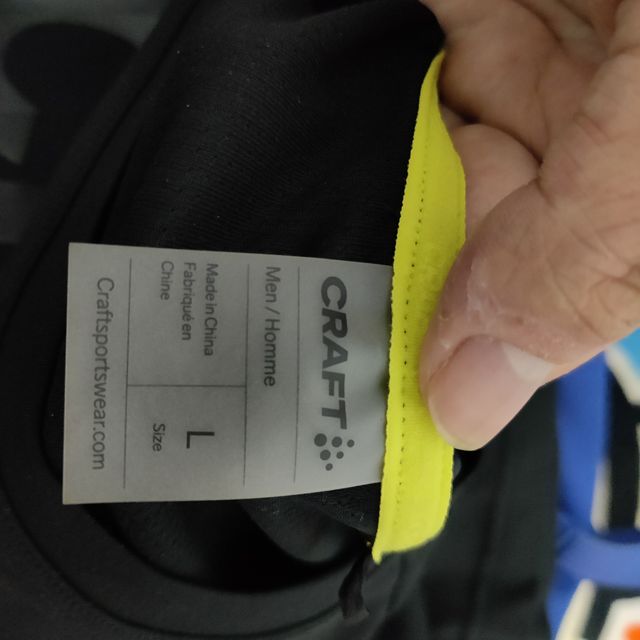 CRAFT
Men / Homme
Made in China
Fabriqué en
Chine
L
Size
Craftsportswear.com